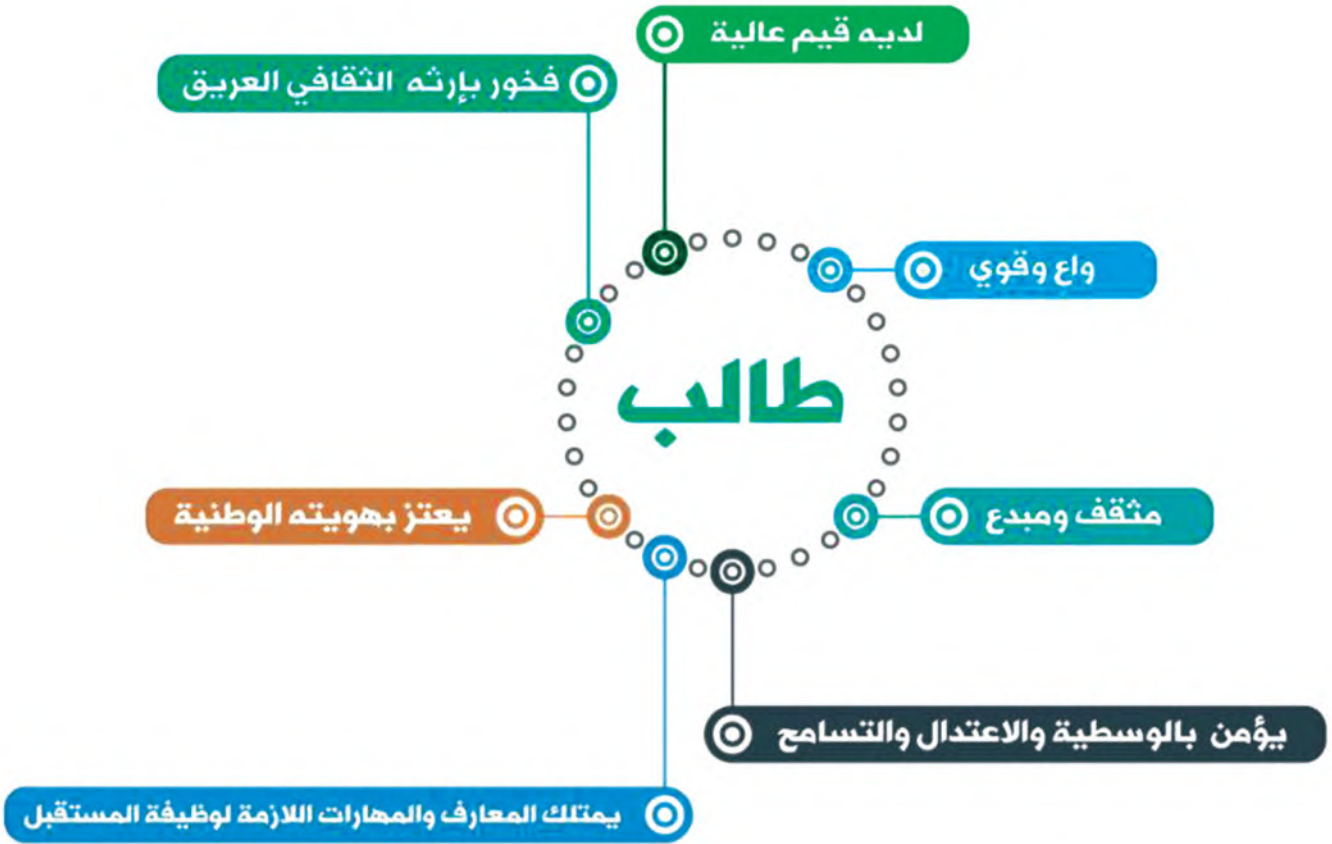 لديه قيم عالية
فخور بإرثه الثقافي العريق
واع وقوي
طالب
يعتز بهويته الوطنية
مثقف ومبدع
يؤمن بالوسطية والاعتدال والتسامح
يمتلك المعارف والمهارات اللازمة لوظيفة المستقبل